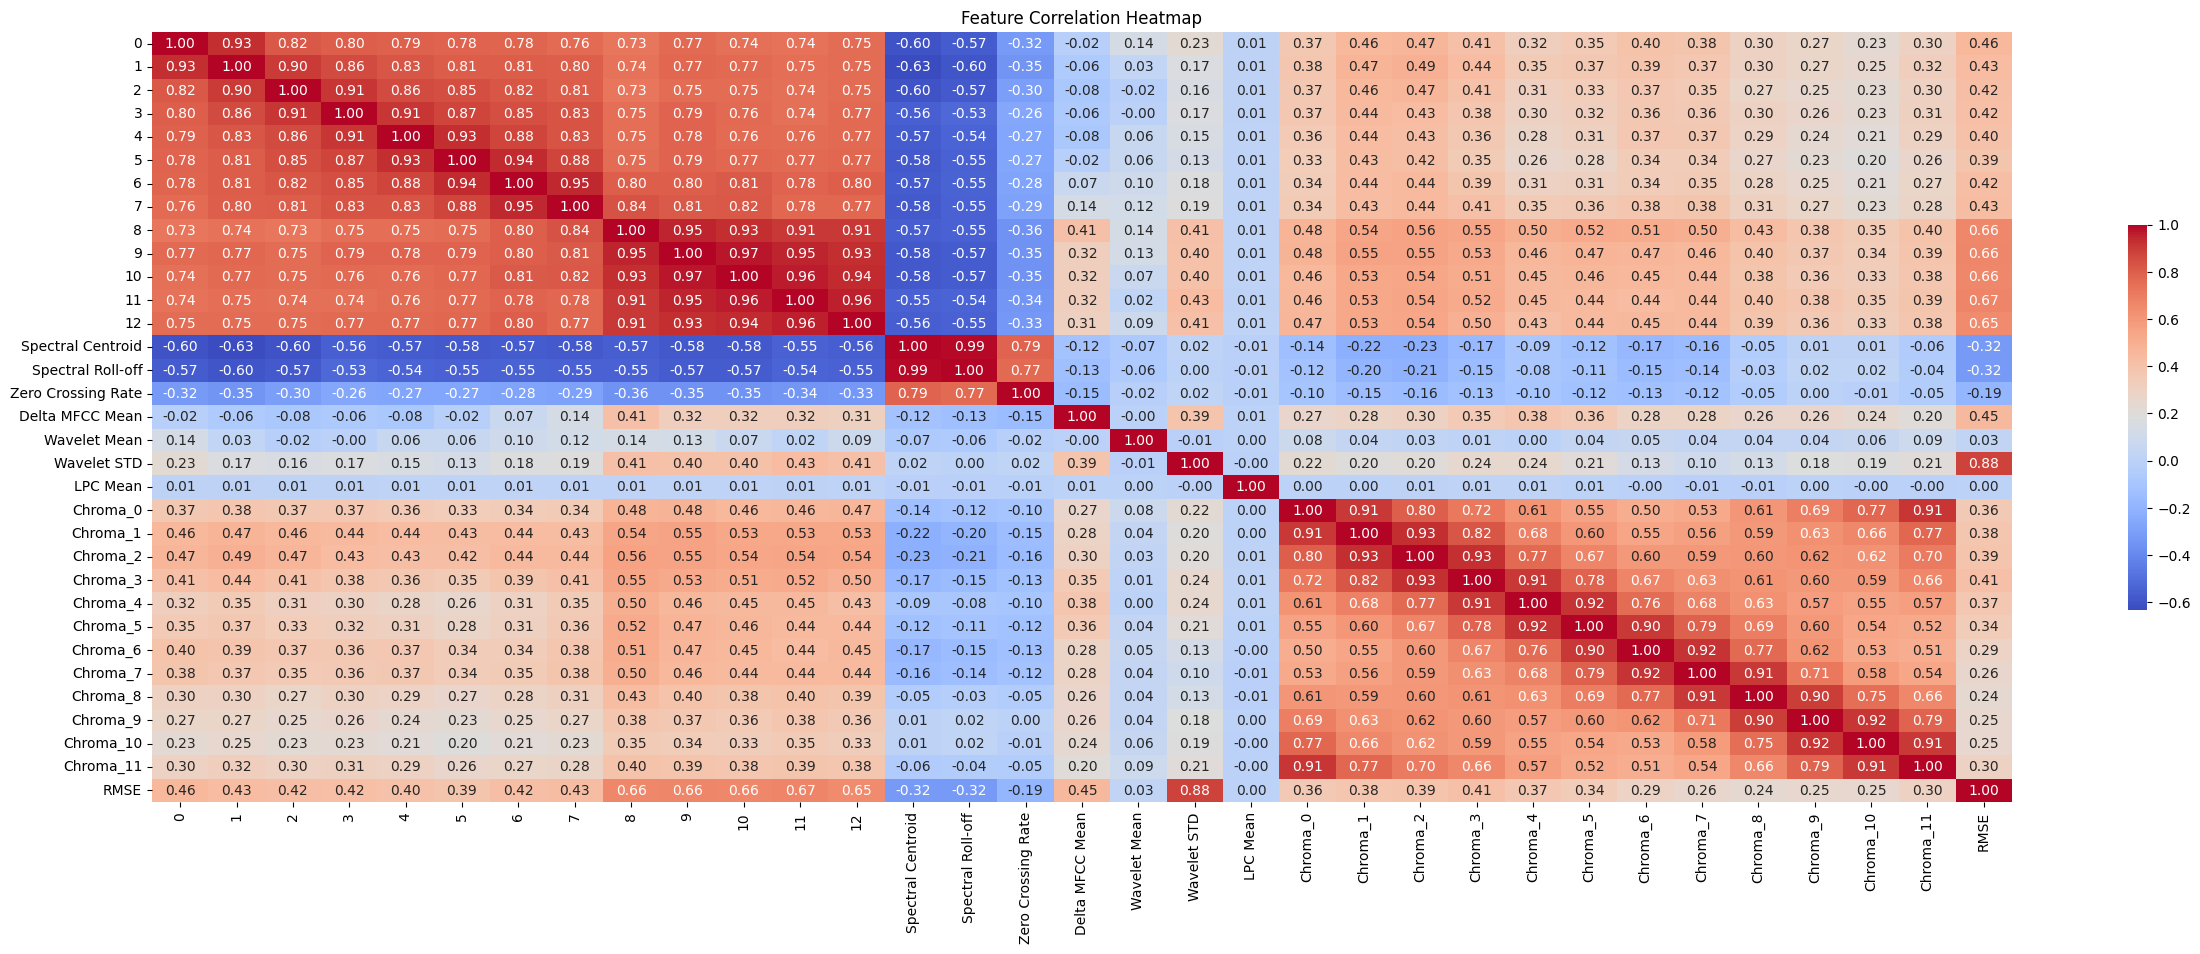 Feature Correlation Heatmap
0 1.00 0.93 0.82 0.80 0.79 0.78 0.78 0.76 0.73 0.77 0.74 0.74 0.75 -0.60 -0.57 -0.32 -0.02 0.14 0.23 0.01 0.37 0.46 0.47 0.41 0.32 0.35 0.40 0.38 0.30 0.27 0.23 0.30 0.46
1 0.93 1.00 0.90 0.86 0.83 0.81 0.81 0.80 0.74 0.77 0.77 0.75 0.75 -0.63 -0.60 -0.35 -0.06 0.03 0.17 0.01 0.38 0.47 0.49 0.44 0.35 0.37 0.39 0.37 0.30 0.27 0.25 0.32 0.43
2 0.82 0.90 1.00 0.91 0.86 0.85 0.82 0.81 0.73 0.75 0.75 0.74 0.75 -0.60 -0.57 -0.30 -0.08 -0.02 0.16 0.01 0.37 0.46 0.47 0.41 0.31 0.33 0.37 0.35 0.27 0.25 0.23 0.30 0.42
3 0.80 0.86 0.91 1.00 0.91 0.87 0.85 0.83 0.75 0.79 0.76 0.74 0.77 -0.56 -0.53 -0.26 -0.06 -0.00 0.17 0.01 0.37 0.44 0.43 0.38 0.30 0.32 0.36 0.36 0.30 0.26 0.23 0.31 0.42
4 0.79 0.83 0.86 0.91 1.00 0.93 0.88 0.83 0.75 0.78 0.76 0.76 0.77 -0.57 -0.54 -0.27 -0.08 0.06 0.15 0.01 0.36 0.44 0.43 0.36 0.28 0.31 0.37 0.37 0.29 0.24 0.21 0.29 0.40
5 0.78 0.81 0.85 0.87 0.93 1.00 0.94 0.88 0.75 0.79 0.77 0.77 0.77 -0.58 -0.55 -0.27 -0.02 0.06 0.13 0.01 0.33 0.43 0.42 0.35 0.26 0.28 0.34 0.34 0.27 0.23 0.20 0.26 0.39
6 0.78 0.81 0.82 0.85 0.88 0.94 1.00 0.95 0.80 0.80 0.81 0.78 0.80 -0.57 -0.55 -0.28 0.07 0.10 0.18 0.01 0.34 0.44 0.44 0.39 0.31 0.31 0.34 0.35 0.28 0.25 0.21 0.27 0.42
7 0.76 0.80 0.81 0.83 0.83 0.88 0.95 1.00 0.84 0.81 0.82 0.78 0.77 -0.58 -0.55 -0.29 0.14 0.12 0.19 0.01 0.34 0.43 0.44 0.41 0.35 0.36 0.38 0.38 0.31 0.27 0.23 0.28 0.43
8 0.73 0.74 0.73 0.75 0.75 0.75 0.80 0.84 1.00 0.95 0.93 0.91 0.91 -0.57 -0.55 -0.36 0.41 0.14 0.41 0.01 0.48 0.54 0.56 0.55 0.50 0.52 0.51 0.50 0.43 0.38 0.35 0.40 0.66
9 0.77 0.77 0.75 0.79 0.78 0.79 0.80 0.81 0.95 1.00 0.97 0.95 0.93 -0.58 -0.57 -0.35 0.32 0.13 0.40 0.01 0.48 0.55 0.55 0.53 0.46 0.47 0.47 0.46 0.40 0.37 0.34 0.39 0.66
10 0.74 0.77 0.75 0.76 0.76 0.77 0.81 0.82 0.93 0.97 1.00 0.96 0.94 -0.58 -0.57 -0.35 0.32 0.07 0.40 0.01 0.46 0.53 0.54 0.51 0.45 0.46 0.45 0.44 0.38 0.36 0.33 0.38 0.66
11 0.74 0.75 0.74 0.74 0.76 0.77 0.78 0.78 0.91 0.95 0.96 1.00 0.96 -0.55 -0.54 -0.34 0.32 0.02 0.43 0.01 0.46 0.53 0.54 0.52 0.45 0.44 0.44 0.44 0.40 0.38 0.35 0.39 0.67
12 0.75 0.75 0.75 0.77 0.77 0.77 0.80 0.77 0.91 0.93 0.94 0.96 1.00 -0.56 -0.55 -0.33 0.31 0.09 0.41 0.01 0.47 0.53 0.54 0.50 0.43 0.44 0.45 0.44 0.39 0.36 0.33 0.38 0.65
Spectral Centroid -0.60 -0.63 -0.60 -0.56 -0.57 -0.58 -0.57 -0.58 -0.57 -0.58 -0.58 -0.55 -0.56 1.00 0.99 0.79 -0.12 -0.07 0.02 -0.01 -0.14 -0.22 -0.23 -0.17 -0.09 -0.12 -0.17 -0.16 -0.05 0.01 0.01 -0.06 -0.32
Spectral Roll-off -0.57 -0.60 -0.57 -0.53 -0.54 -0.55 -0.55 -0.55 -0.55 -0.57 -0.57 -0.54 -0.55 0.99 1.00 0.77 -0.13 -0.06 0.00 -0.01 -0.12 -0.20 -0.21 -0.15 -0.08 -0.11 -0.15 -0.14 -0.03 0.02 0.02 -0.04 -0.32
Zero Crossing Rate -0.32 -0.35 -0.30 -0.26 -0.27 -0.27 -0.28 -0.29 -0.36 -0.35 -0.35 -0.34 -0.33 0.79 0.77 1.00 -0.15 -0.02 0.02 -0.01 -0.10 -0.15 -0.16 -0.13 -0.10 -0.12 -0.13 -0.12 -0.05 0.00 -0.01 -0.05 -0.19
Delta MFCC Mean -0.02 -0.06 -0.08 -0.06 -0.08 -0.02 0.07 0.14 0.41 0.32 0.32 0.32 0.31 -0.12 -0.13 -0.15 1.00 -0.00 0.39 0.01 0.27 0.28 0.30 0.35 0.38 0.36 0.28 0.28 0.26 0.26 0.24 0.20 0.45
Wavelet Mean 0.14 0.03 -0.02 -0.00 0.06 0.06 0.10 0.12 0.14 0.13 0.07 0.02 0.09 -0.07 -0.06 -0.02 -0.00 1.00 -0.01 0.00 0.08 0.04 0.03 0.01 0.00 0.04 0.05 0.04 0.04 0.04 0.06 0.09 0.03
Wavelet STD 0.23 0.17 0.16 0.17 0.15 0.13 0.18 0.19 0.41 0.40 0.40 0.43 0.41 0.02 0.00 0.02 0.39 -0.01 1.00 -0.00 0.22 0.20 0.20 0.24 0.24 0.21 0.13 0.10 0.13 0.18 0.19 0.21 0.88
LPC Mean 0.01 0.01 0.01 0.01 0.01 0.01 0.01 0.01 0.01 0.01 0.01 0.01 0.01 -0.01 -0.01 -0.01 0.01 0.00 -0.00 1.00 0.00 0.00 0.01 0.01 0.01 0.01 -0.00 -0.01 -0.01 0.00 -0.00 -0.00 0.00
Chroma_0 0.37 0.38 0.37 0.37 0.36 0.33 0.34 0.34 0.48 0.48 0.46 0.46 0.47 -0.14 -0.12 -0.10 0.27 0.08 0.22 0.00 1.00 0.91 0.80 0.72 0.61 0.55 0.50 0.53 0.61 0.69 0.77 0.91 0.36
Chroma_1 0.46 0.47 0.46 0.44 0.44 0.43 0.44 0.43 0.54 0.55 0.53 0.53 0.53 -0.22 -0.20 -0.15 0.28 0.04 0.20 0.00 0.91 1.00 0.93 0.82 0.68 0.60 0.55 0.56 0.59 0.63 0.66 0.77 0.38
Chroma_2 0.47 0.49 0.47 0.43 0.43 0.42 0.44 0.44 0.56 0.55 0.54 0.54 0.54 -0.23 -0.21 -0.16 0.30 0.03 0.20 0.01 0.80 0.93 1.00 0.93 0.77 0.67 0.60 0.59 0.60 0.62 0.62 0.70 0.39
Chroma_3 0.41 0.44 0.41 0.38 0.36 0.35 0.39 0.41 0.55 0.53 0.51 0.52 0.50 -0.17 -0.15 -0.13 0.35 0.01 0.24 0.01 0.72 0.82 0.93 1.00 0.91 0.78 0.67 0.63 0.61 0.60 0.59 0.66 0.41
Chroma_4 0.32 0.35 0.31 0.30 0.28 0.26 0.31 0.35 0.50 0.46 0.45 0.45 0.43 -0.09 -0.08 -0.10 0.38 0.00 0.24 0.01 0.61 0.68 0.77 0.91 1.00 0.92 0.76 0.68 0.63 0.57 0.55 0.57 0.37
Chroma_5 0.35 0.37 0.33 0.32 0.31 0.28 0.31 0.36 0.52 0.47 0.46 0.44 0.44 -0.12 -0.11 -0.12 0.36 0.04 0.21 0.01 0.55 0.60 0.67 0.78 0.92 1.00 0.90 0.79 0.69 0.60 0.54 0.52 0.34
Chroma_6 0.40 0.39 0.37 0.36 0.37 0.34 0.34 0.38 0.51 0.47 0.45 0.44 0.45 -0.17 -0.15 -0.13 0.28 0.05 0.13 -0.00 0.50 0.55 0.60 0.67 0.76 0.90 1.00 0.92 0.77 0.62 0.53 0.51 0.29
Chroma_7 0.38 0.37 0.35 0.36 0.37 0.34 0.35 0.38 0.50 0.46 0.44 0.44 0.44 -0.16 -0.14 -0.12 0.28 0.04 0.10 -0.01 0.53 0.56 0.59 0.63 0.68 0.79 0.92 1.00 0.91 0.71 0.58 0.54 0.26
Chroma_8 0.30 0.30 0.27 0.30 0.29 0.27 0.28 0.31 0.43 0.40 0.38 0.40 0.39 -0.05 -0.03 -0.05 0.26 0.04 0.13 -0.01 0.61 0.59 0.60 0.61 0.63 0.69 0.77 0.91 1.00 0.90 0.75 0.66 0.24
Chroma_9 0.27 0.27 0.25 0.26 0.24 0.23 0.25 0.27 0.38 0.37 0.36 0.38 0.36 0.01 0.02 0.00 0.26 0.04 0.18 0.00 0.69 0.63 0.62 0.60 0.57 0.60 0.62 0.71 0.90 1.00 0.92 0.79 0.25
Chroma_10 0.23 0.25 0.23 0.23 0.21 0.20 0.21 0.23 0.35 0.34 0.33 0.35 0.33 0.01 0.02 -0.01 0.24 0.06 0.19 -0.00 0.77 0.66 0.62 0.59 0.55 0.54 0.53 0.58 0.75 0.92 1.00 0.91 0.25
Chroma_11 0.30 0.32 0.30 0.31 0.29 0.26 0.27 0.28 0.40 0.39 0.38 0.39 0.38 -0.06 -0.04 -0.05 0.20 0.09 0.21 -0.00 0.91 0.77 0.70 0.66 0.57 0.52 0.51 0.54 0.66 0.79 0.91 1.00 0.30
RMSE 0.46 0.43 0.42 0.42 0.40 0.39 0.42 0.43 0.66 0.66 0.66 0.67 0.65 -0.32 -0.32 -0.19 0.45 0.03 0.88 0.00 0.36 0.38 0.39 0.41 0.37 0.34 0.29 0.26 0.24 0.25 0.25 0.30 1.00
0 1 2 3 4 5 6 7 8 9 10 11 12 Spectral Centroid Spectral Roll-off Zero Crossing Rate Delta MFCC Mean Wavelet Mean Wavelet STD LPC Mean Chroma_0 Chroma_1 Chroma_2 Chroma_3 Chroma_4 Chroma_5 Chroma_6 Chroma_7 Chroma_8 Chroma_9 Chroma_10 Chroma_11 RMSE
1.0
0.8
0.6
0.4
0.2
0.0
−0.2
−0.4
−0.6